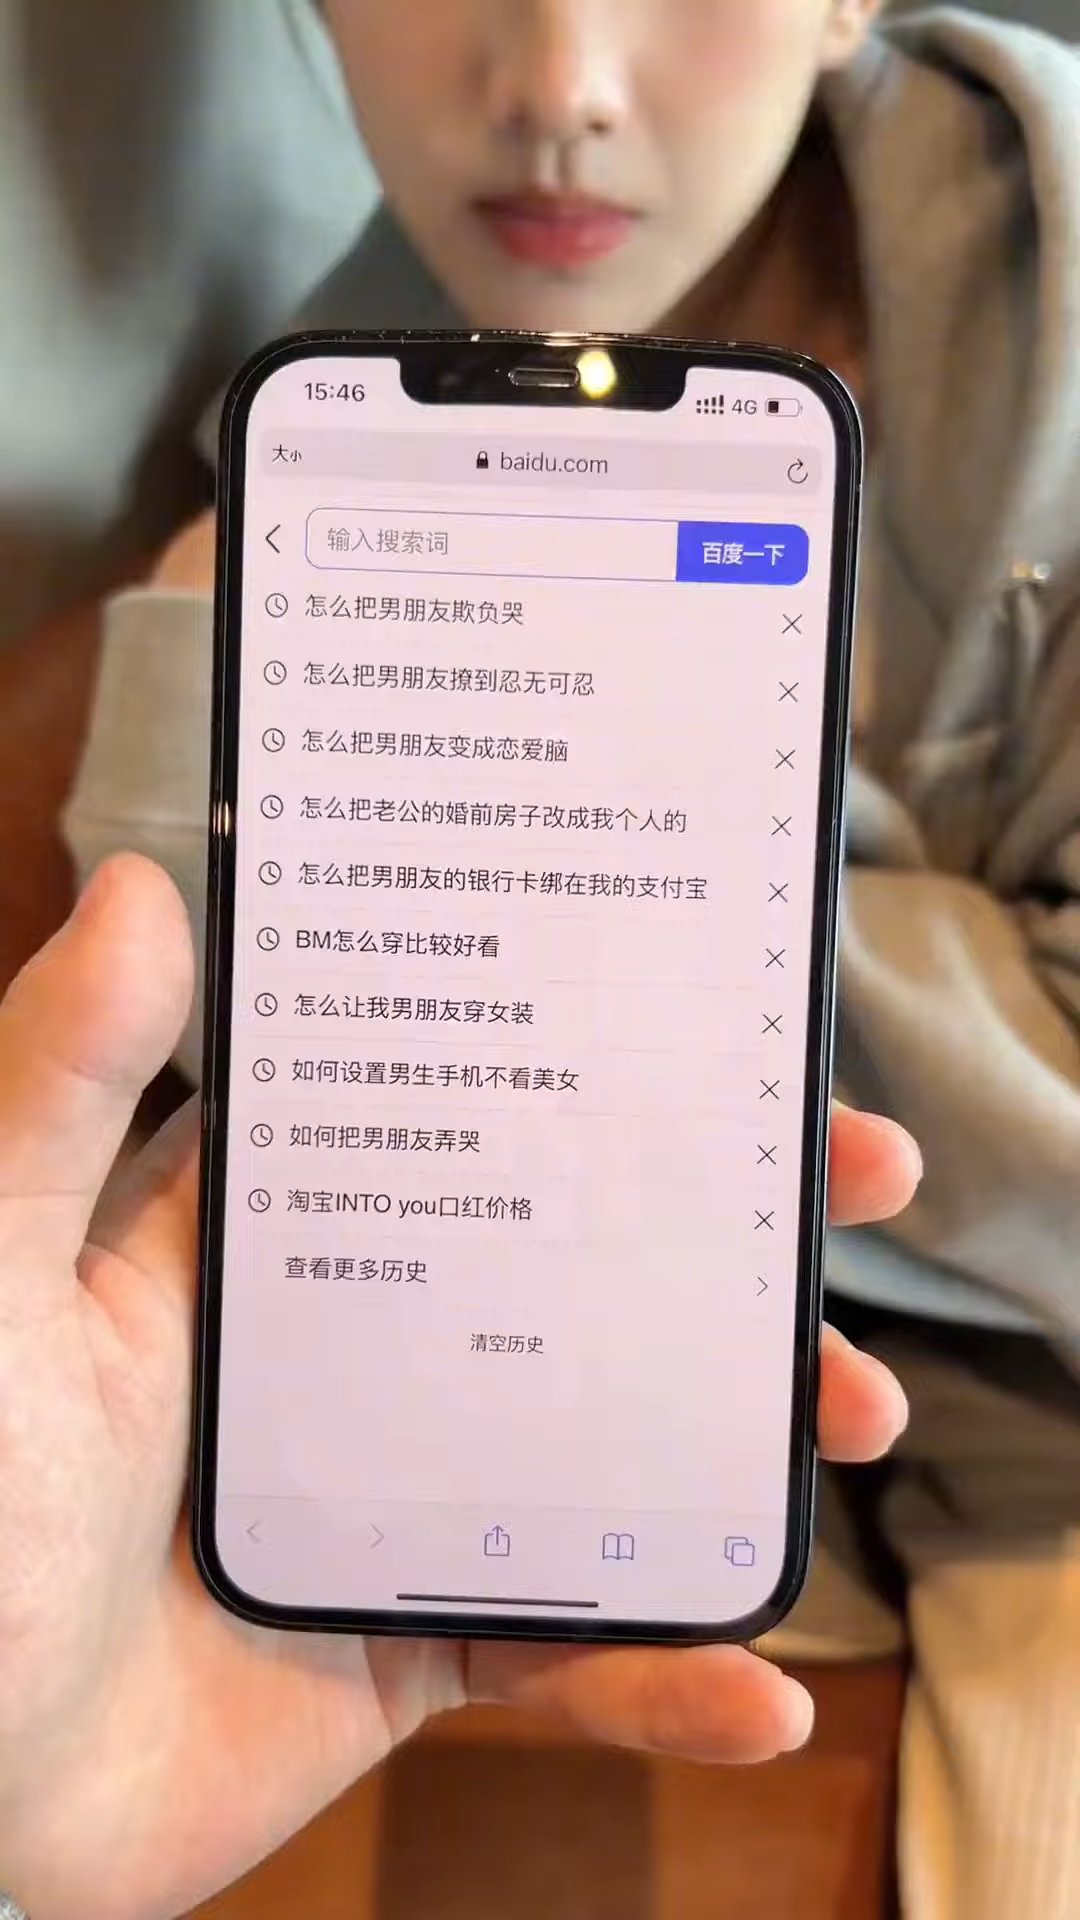 15:46
4G
大小
baidu.com
输入搜索词
百度一下
怎么把男朋友欺负哭
怎么把男朋友撩到忍无可忍
怎么把男朋友变成恋爱脑
怎么把老公的婚前房子改成我个人的
怎么把男朋友的银行卡绑在我的支付宝
BM怎么穿比较好看
怎么让我男朋友穿女装
如何设置男生手机不看美女
如何把男朋友弄哭
淘宝INTO you口红价格
查看更多历史
清空历史